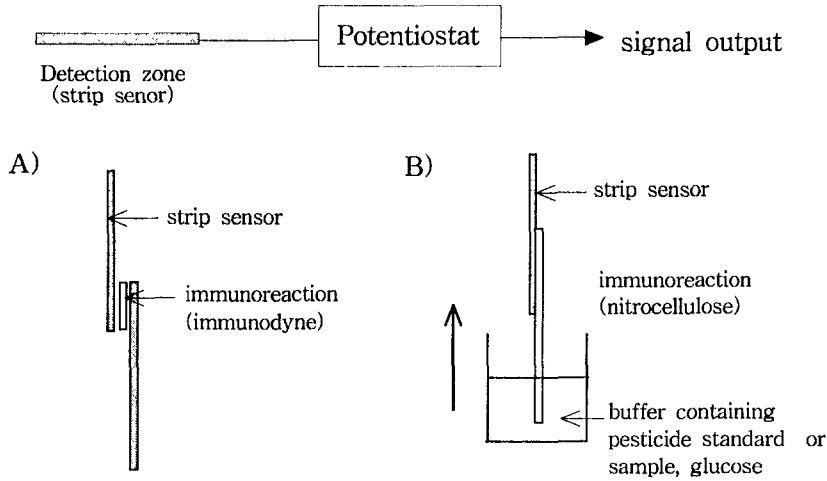 Potentiostat
signal output
Detection zone
(strip senor)
A)
strip sensor
immunoreaction
(immunodyne)
B)
strip sensor
immunoreaction
(nitrocellulose)
buffer containing
pesticide standard or
sample, glucose